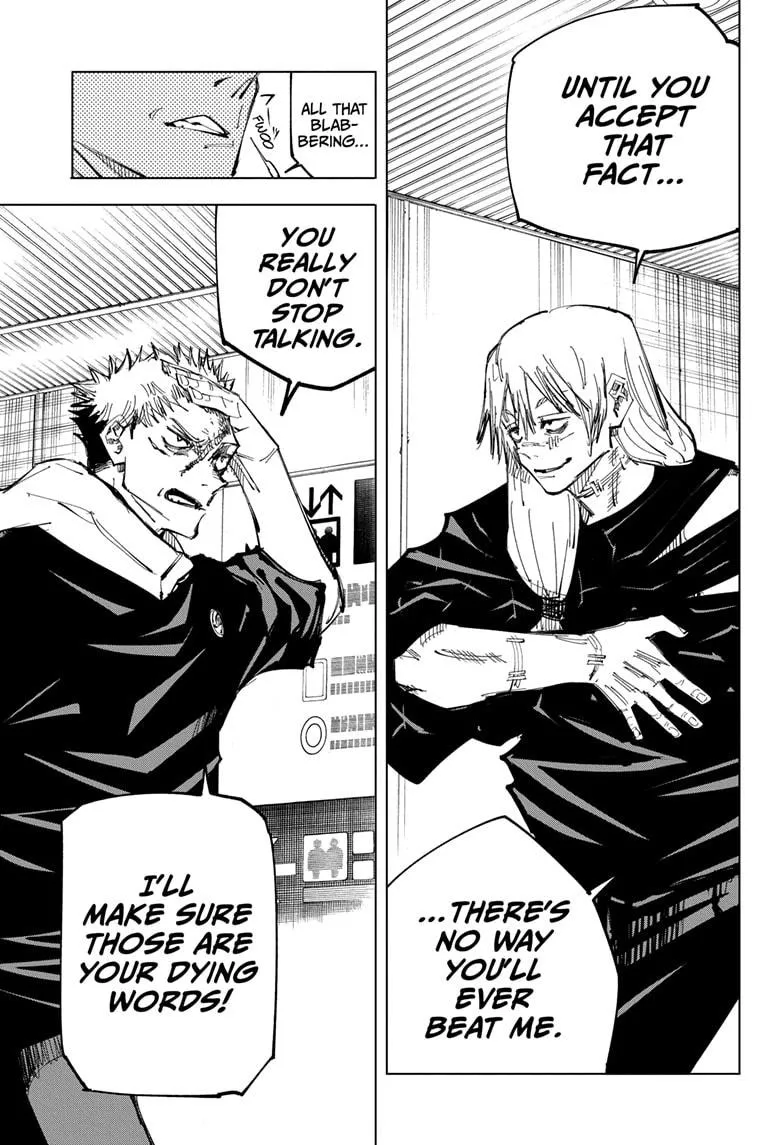 UNTIL YOU
ACCEPT
THAT
FACT...
...THERE'S
NO WAY
YOU'LL
EVER
BEAT ME.
ALL THAT
BLAB-
BERING...
FWOO
YOU
REALLY
DON'T
STOP
TALKING.
I'LL
MAKE SURE
THOSE ARE
YOUR DYING
WORDS!